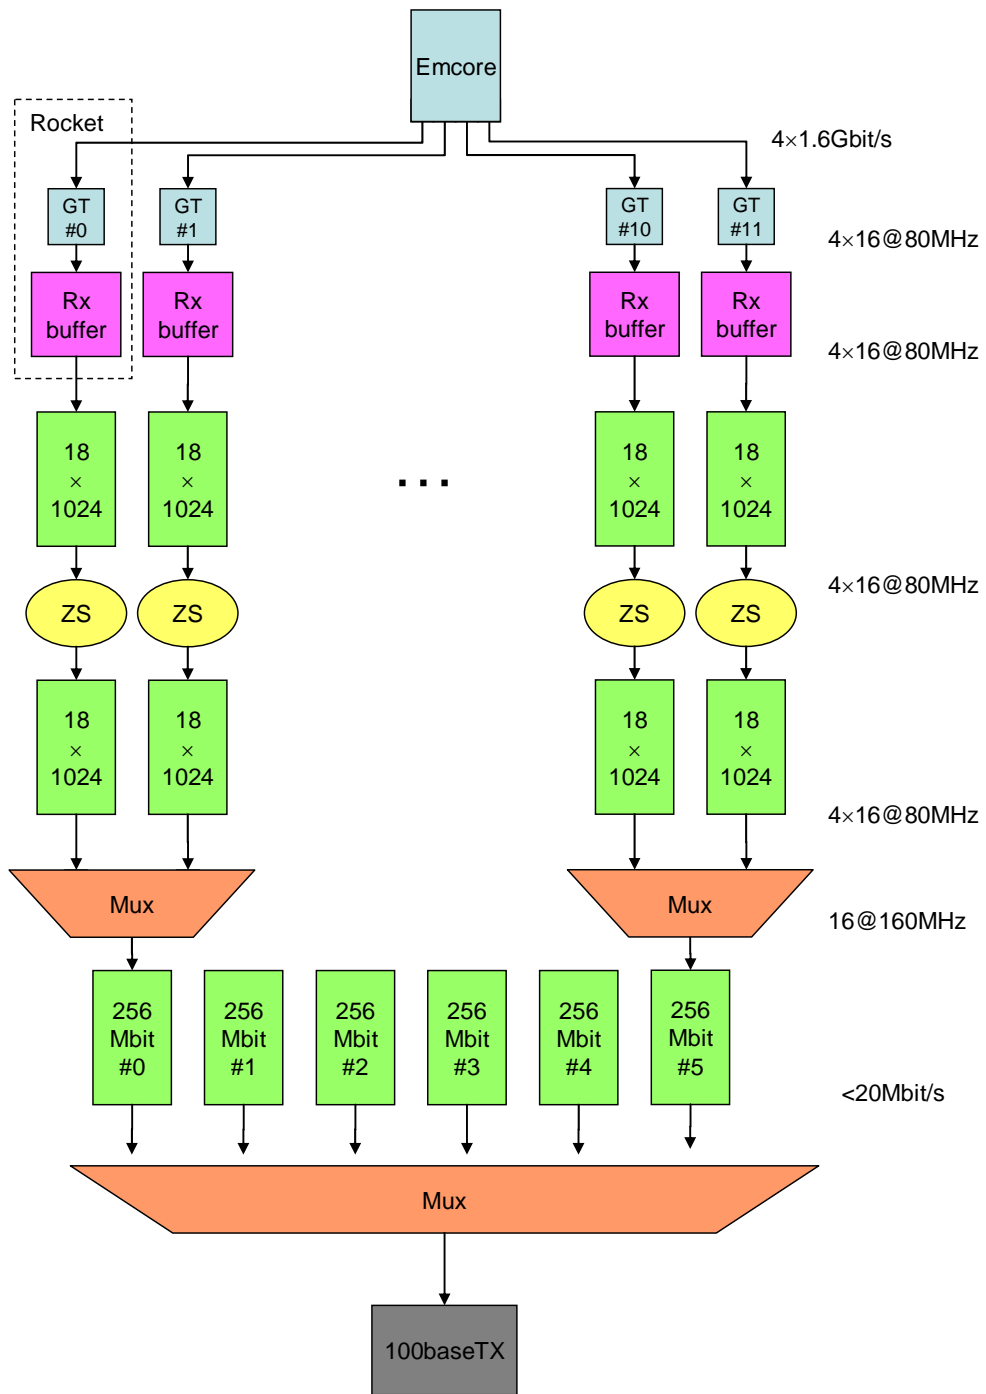 Emcore
Rocket
4×1.6Gbit/s
GT
#0
GT
#1
GT
#10
GT
#11
4×16@80MHz
Rx
buffer
Rx
buffer
Rx
buffer
Rx
buffer
4×16@80MHz
18
×
1024
18
×
1024
...
18
×
1024
18
×
1024
ZS
ZS
ZS
ZS
4×16@80MHz
18
×
1024
18
×
1024
18
×
1024
18
×
1024
4×16@80MHz
Mux
Mux
16@160MHz
256
Mbit
#0
256
Mbit
#1
256
Mbit
#2
256
Mbit
#3
256
Mbit
#4
256
Mbit
#5
<20Mbit/s
Mux
100baseTX